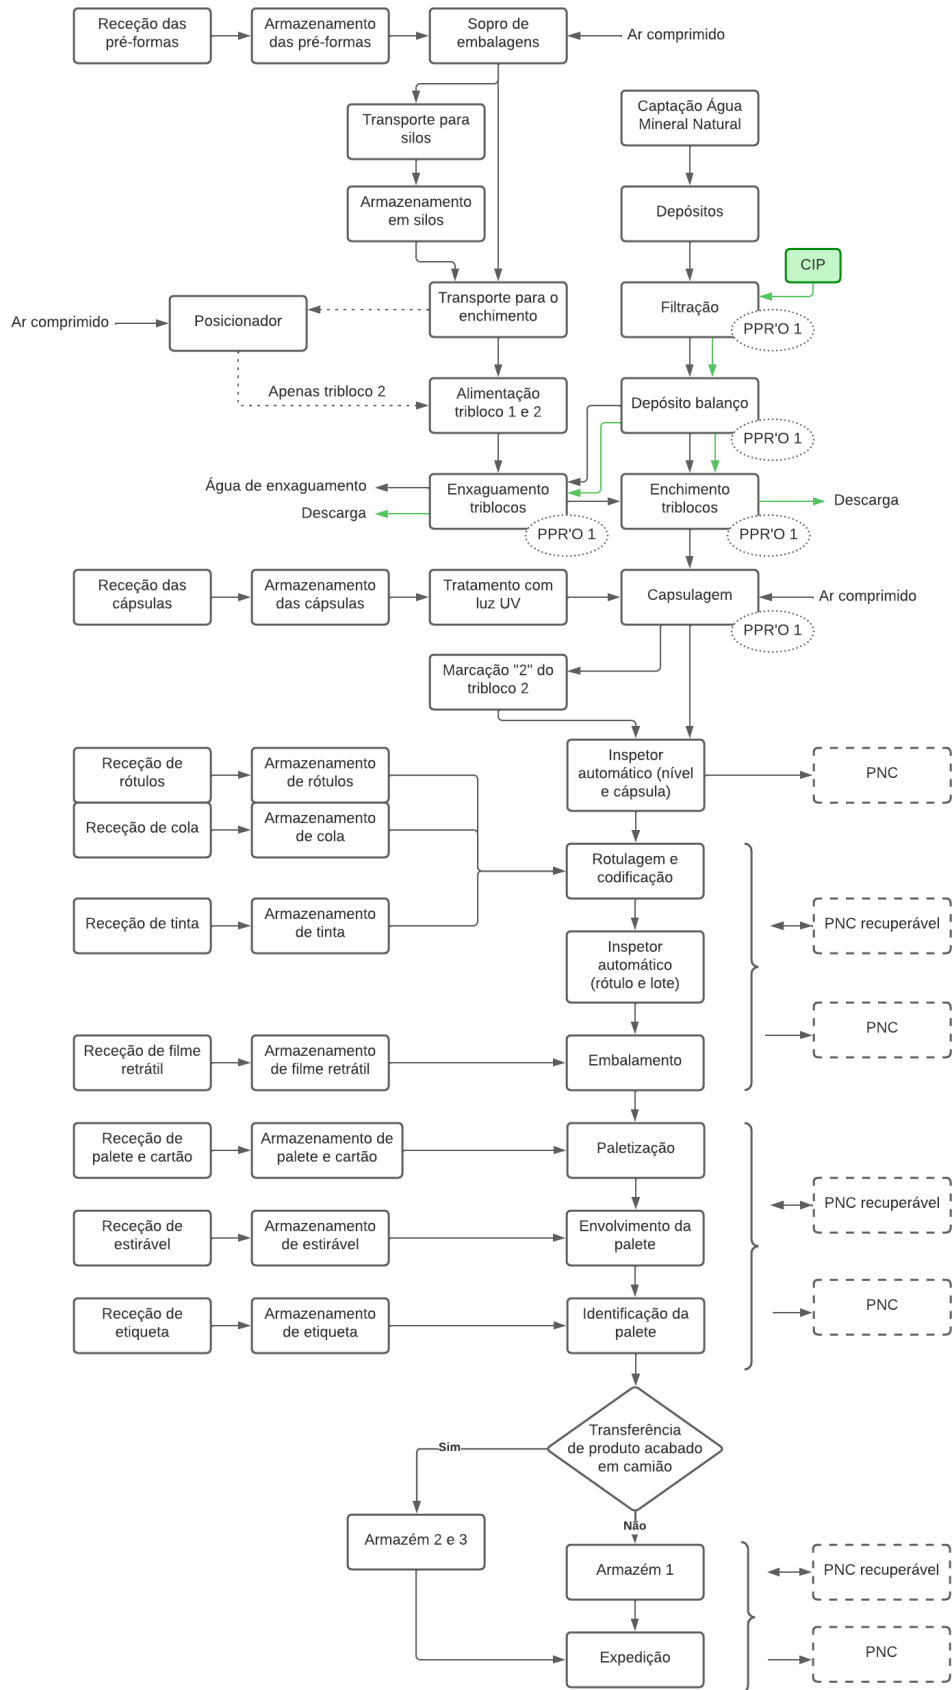 Receção das
pré-formas
Armazenamento
das pré-formas
Sopro de
embalagens
Ar comprimido
Transporte para
silos
Captação Água
Mineral Natural
Armazenamento
em silos
Depósitos
CIP
Transporte para o
enchimento
Filtração
PPR'O 1
Ar comprimido
Posicionador
Apenas tribloco 2
Alimentação
tribloco 1 e 2
Depósito balanço
PPR'O 1
Água de enxaguamento
Descarga
Enxaguamento
triblocos
PPR'O 1
Enchimento
triblocos
PPR'O 1
Descarga
Receção das
cápsulas
Armazenamento
das cápsulas
Tratamento com
luz UV
Capsulagem
Ar comprimido
PPR'O 1
Marcação "2" do
tribloco 2
Receção de
rótulos
Armazenamento
de rótulos
Inspetor
automático (nível
e cápsula)
PNC
Receção de cola
Armazenamento
de cola
Rotulagem e
codificação
Receção de tinta
Armazenamento
de tinta
PNC recuperável
Inspetor
automático
(rótulo e lote)
PNC
Receção de filme
retrátil
Armazenamento
de filme retrátil
Embalamento
Receção de
palete e cartão
Armazenamento de
palete e cartão
Paletização
PNC recuperável
Receção de
estirável
Armazenamento
de estirável
Envolvimento da
palete
PNC
Receção de
etiqueta
Armazenamento
de etiqueta
Identificação da
palete
Transferência
de produto acabado
em camião
Sim
Não
Armazém 2 e 3
Armazém 1
PNC recuperável
Expedição
PNC